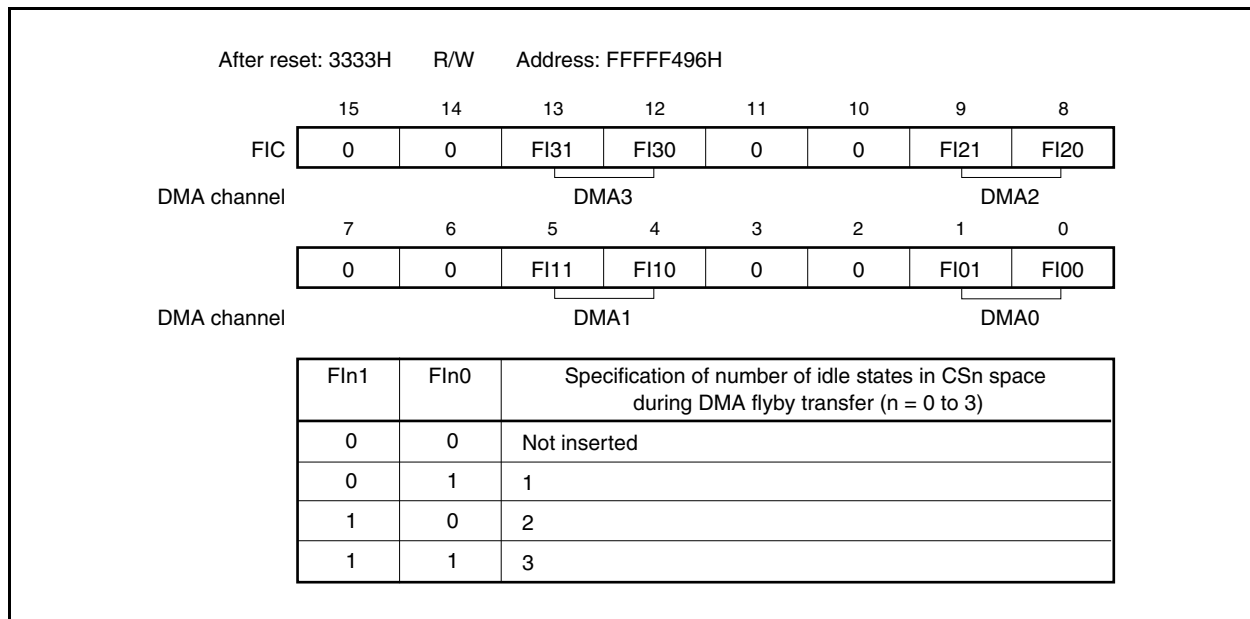 After reset: 3333H R/W Address: FFFFF496H
15 14 13 12 11 10 9 8
FIC 0 0 FI31 FI30 0 0 FI21 FI20
DMA channel DMA3 DMA2
7 6 5 4 3 2 1 0
0 0 FI11 FI10 0 0 FI01 FI00
DMA channel DMA1 DMA0
FIn1 FIn0 Specification of number of idle states in CSn space
during DMA flyby transfer (n = 0 to 3)
0 0 Not inserted
0 1 1
1 0 2
1 1 3